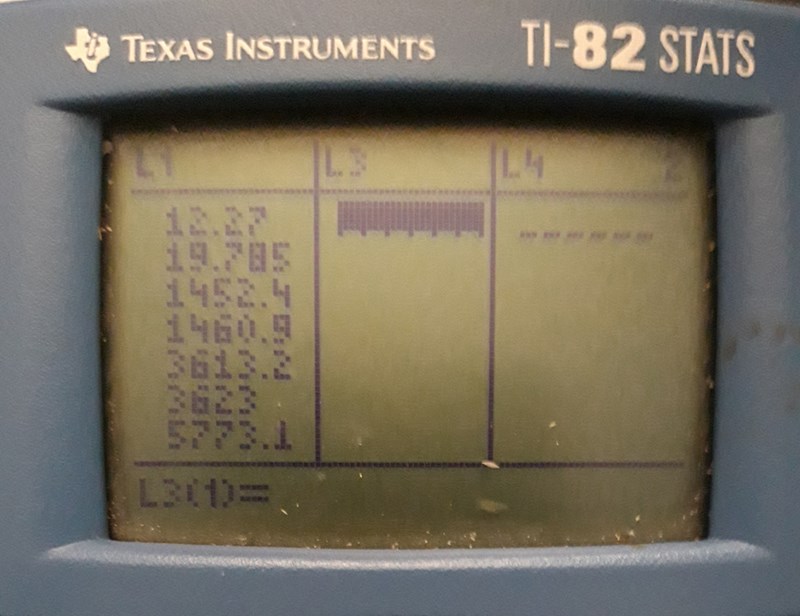 TEXAS INSTRUMENTS TI-82 STATS
L1 L3 L4 2
12.27 ------
19.785
1452.4
1460.9
3613.2
3623
5773.1
L3(1)=